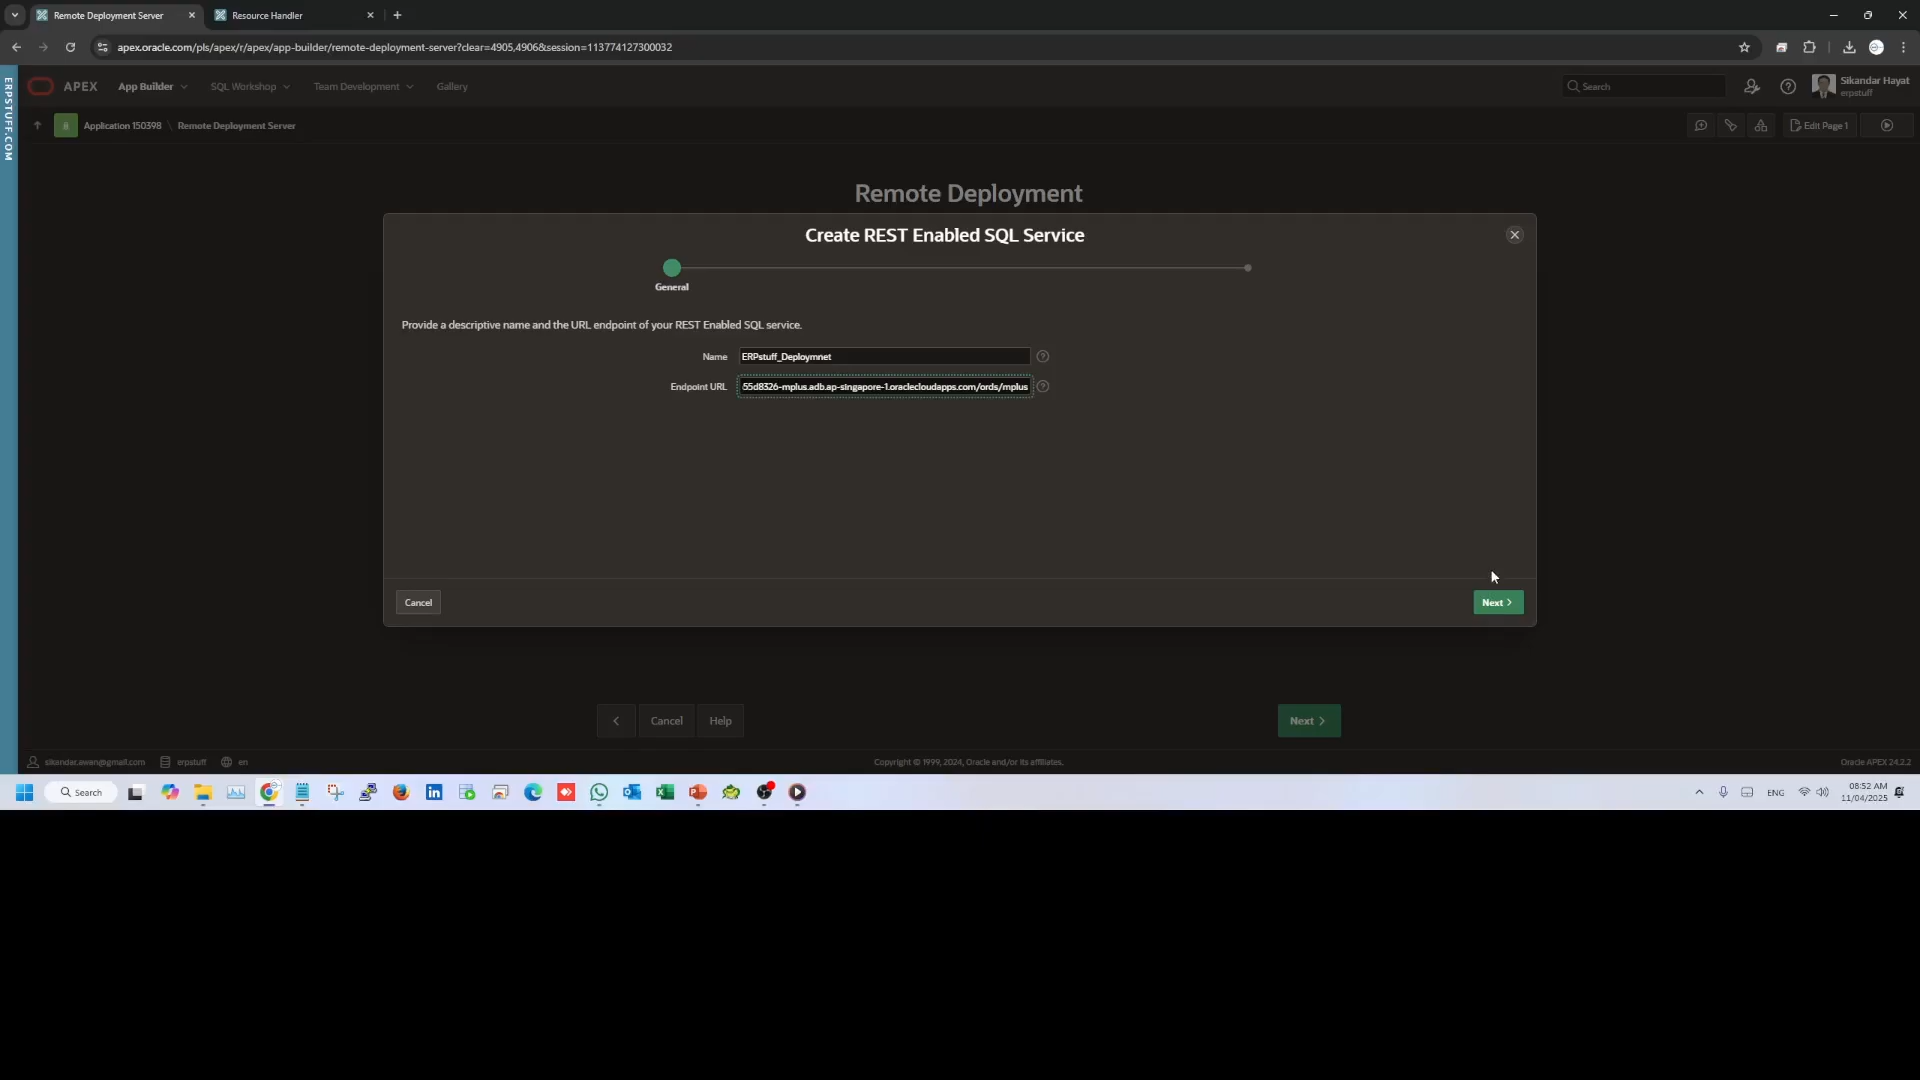 Remote Deployment Server
Resource Handler
apex.oracle.com/pls/apex/r/apex/app-builder/remote-deployment-server?clear=4905,4906&session=113774127300032
ERPSTUFF.COM
APEX
App Builder
SQL Workshop
Team Development
Gallery
Search
Sikandar Hayat
erpstuff
Application 150398 \ Remote Deployment Server
Edit Page 1
Remote Deployment
Create REST Enabled SQL Service
General
Provide a descriptive name and the URL endpoint of your REST Enabled SQL service.
Name
ERPstuff_Deploymnet
Endpoint URL
55d8326-mplus.adb.ap-singapore-1.oraclecloudapps.com/ords/mplus
Cancel
Next
Cancel
Help
Next
sikandar.awan@gmail.com
erpstuff
en
Copyright © 1999, 2024, Oracle and/or its affiliates.
Oracle APEX 24.2.2
Search
ENG
08:52 AM
11/04/2025